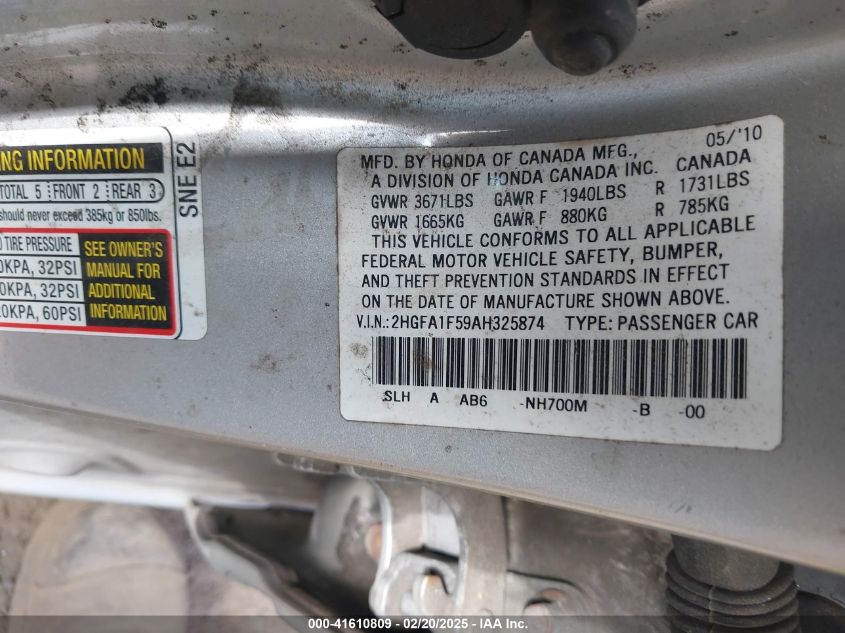 NG INFORMATION
TOTAL 5 FRONT 2 REAR 3
should never exceed 385kg or 850lbs.
TIRE PRESSURE
0KPA, 32PSI
0KPA, 32PSI
20KPA, 60PSI
SEE OWNER'S
MANUAL FOR
ADDITIONAL
INFORMATION
SNE E2
05/'10
MFD. BY HONDA OF CANADA MFG.,
A DIVISION OF HONDA CANADA INC. CANADA
GVWR 3671LBS GAWR F 1940LBS R 1731LBS
GVWR 1665KG GAWR F 880KG R 785KG
THIS VEHICLE CONFORMS TO ALL APPLICABLE
FEDERAL MOTOR VEHICLE SAFETY, BUMPER,
AND THEFT PREVENTION STANDARDS IN EFFECT
ON THE DATE OF MANUFACTURE SHOWN ABOVE.
V.I.N.:2HGFA1F59AH325874 TYPE: PASSENGER CAR
SLH A AB6 -NH700M -B -00
000-41610809 - 02/20/2025 - IAA Inc.